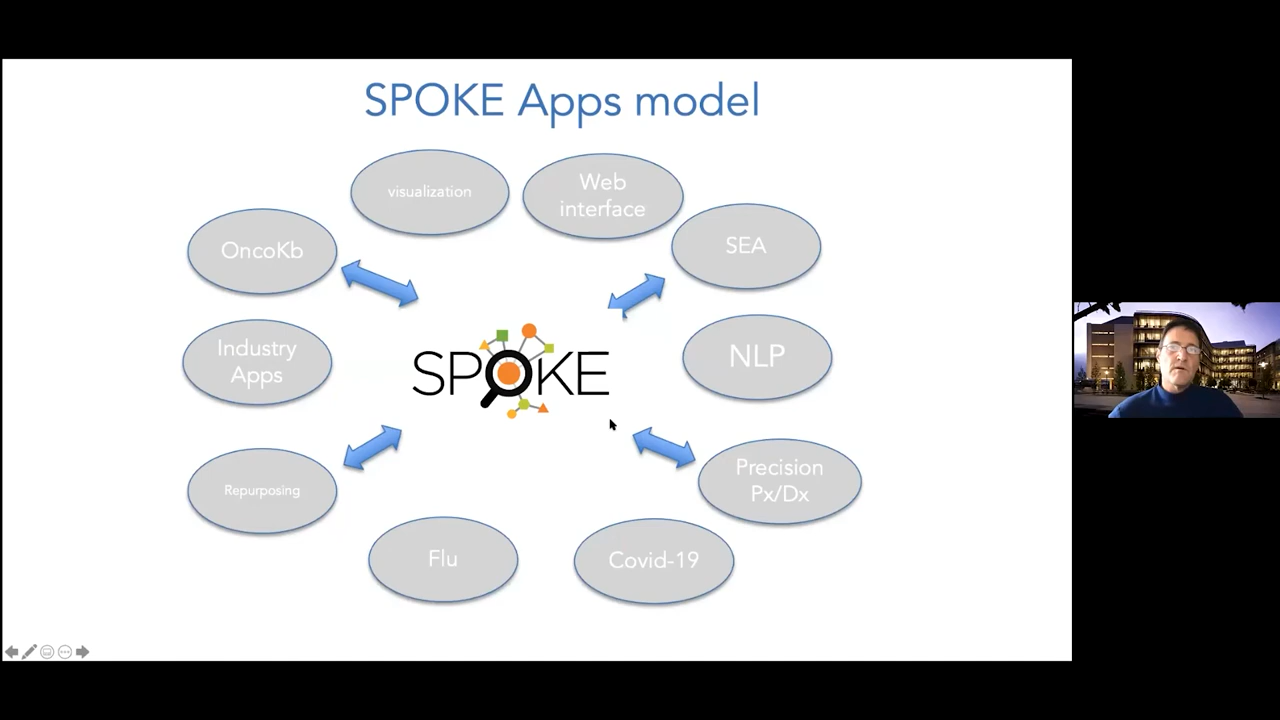 SPOKE Apps model
visualization
Web
interface
OncoKb
SEA
Industry
Apps
SPOKE
NLP
Repurposing
Precision
Px/Dx
Flu
Covid-19